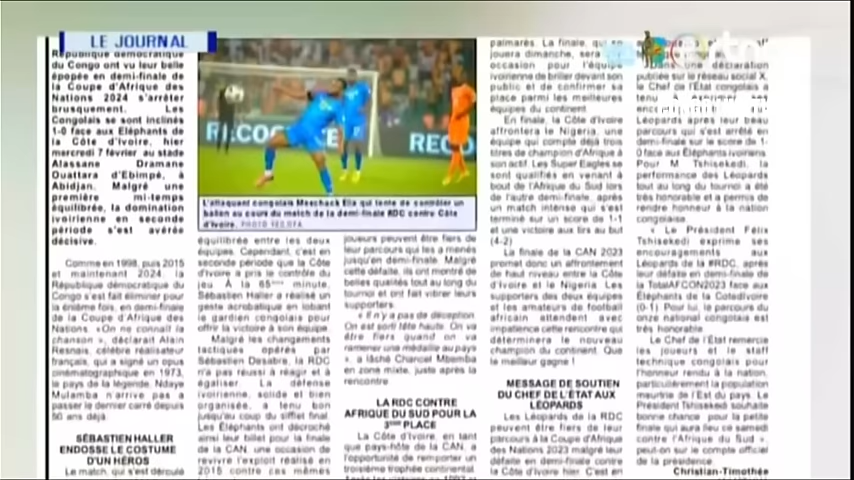 LE JOURNAL
République démocratique
du Congo ont vu leur belle
épopée en demi-finale de
la Coupe d'Afrique des
Nations 2024 s'arrêter
brusquement. Les
Congolais se sont inclinés
1-0 face aux Eléphants de
la Côte d'Ivoire, hier
mercredi 7 février au stade
Alassane Dramane
Ouattara d'Ebimpé, à
Abidjan. Malgré une
première mi-temps
équilibrée, la domination
ivoirienne en seconde
période s'est avérée
décisive.
Comme en 1998, puis 2015
et maintenant 2024, la
République démocratique du
Congo s'est fait éliminer pour
la énième fois, en demi-finale
de la Coupe d'Afrique des
Nations. «On ne connaît la
chanson », déclarait Alain
Resnais, célèbre réalisateur
français, qui a signé un opus
cinématographique en 1973,
le pays de la légende. Ndaye
Mulamba n'arrive pas à
passer le dernier carré depuis
50 ans déjà.
SÉBASTIEN HALLER
ENDOSSE LE COSTUME
D'UN HÉROS
Le match, qui s'est déroulé
RECO
REC
L'attaquant congolais Meschack Elia qui tente de contrôler un
ballon au cours du match de la demi-finale RDC contre Côte
d'Ivoire. PHOTO
équilibrée entre les deux
équipes. Cependant, c'est en
seconde période que la Côte
d'Ivoire a pris le contrôle du
jeu. À la 65ème minute,
Sébastien Haller a réalisé un
geste acrobatique en lobant
le gardien congolais pour
offrir la victoire à son équipe.
Malgré les changements
tactiques opérés par
Sébastien Desabre, la RDC
n'a pas réussi à réagir et à
égaliser. La défense
ivoirienne, solide et bien
organisée, a tenu bon
jusqu'au coup du sifflet final.
Les Éléphants ont décroché
ainsi leur billet pour la finale
de la CAN, une occasion de
revivre l'exploit réalisé en
2015 contre ces mêmes
joueurs peuvent être fiers de
leur parcours qui les a menés
jusqu'en demi-finale. Malgré
cette défaite, ils ont montré de
belles qualités tout au long du
tournoi et ont fait vibrer leurs
supporters.
« Il n'y a pas de déception.
On est sorti tête haute. On va
être fiers quand on va
ramener une médaille au pays
», a lâché Chancel Mbemba
en zone mixte, juste après la
rencontre.
LA RDC CONTRE
AFRIQUE DU SUD POUR LA
3ème PLACE
La Côte d'Ivoire, en tant
que pays-hôte de la CAN, a
l'opportunité de remporter un
troisième trophée continental.
Après les victoires en 1992 et
palmarès. La finale, qui se
jouera dimanche, sera
occasion pour l'équipe
ivoirienne de briller devant son
public et de confirmer sa
place parmi les meilleures
équipes du continent.
En finale, la Côte d'Ivoire
affrontera le Nigeria, une
équipe qui compte déjà trois
titres de champion d'Afrique à
son actif. Les Super Eagles se
sont qualifiés en venant à
bout de l'Afrique du Sud lors
de l'autre demi-finale, après
un match intense qui s'est
terminé sur un score de 1-1
et une victoire aux tirs au but
(4-2)
La finale de la CAN 2023
promet donc un affrontement
de haut niveau entre la Côte
d'Ivoire et le Nigeria. Les
supporters des deux équipes
et les amateurs de football
africain attendent avec
impatience cette rencontre qui
déterminera le nouveau
champion du continent. Que
le meilleur gagne !
MESSAGE DE SOUTIEN
DU CHEF DE L'ÉTAT AUX
LÉOPARDS
Les Léopards de la RDC
peuvent être fiers de leur
parcours à la Coupe d'Afrique
des Nations 2023 malgré leur
défaite en demi-finale contre
la Côte d'Ivoire hier. C'est en
Dans une déclaration
publiée sur le réseau social X,
le Chef de l'État congolais a
tenu à
Léopards après leur beau
parcours qui s'est arrêté en
demi-finale sur le score de 1-
0 face aux Éléphants ivoiriens.
Pour M. Tshisekedi, la
performance des Léopards
tout au long du tournoi a été
très honorable et a permis de
rendre honneur à la nation
congolaise.
« Le Président Félix
Tshisekedi exprime ses
encouragements aux
Léopards de la #RDC, après
leur défaite en demi-finale de
la TotalAFCON2023 face aux
Éléphants de la CotedIvoire
(0-1). Pour lui, le parcours du
onze national congolais est
très honorable.
Le Chef de l'État remercie
les joueurs et le staff
technique congolais pour
l'honneur rendu à la nation,
particulièrement la population
meurtrie de l'Est du pays. Le
Président Tshisekedi souhaite
bonne chance pour la petite
finale qui aura lieu ce samedi
contre l'Afrique du Sud »,
peut-on sur le compte officiel
de la présidence.
Christian-Timothée